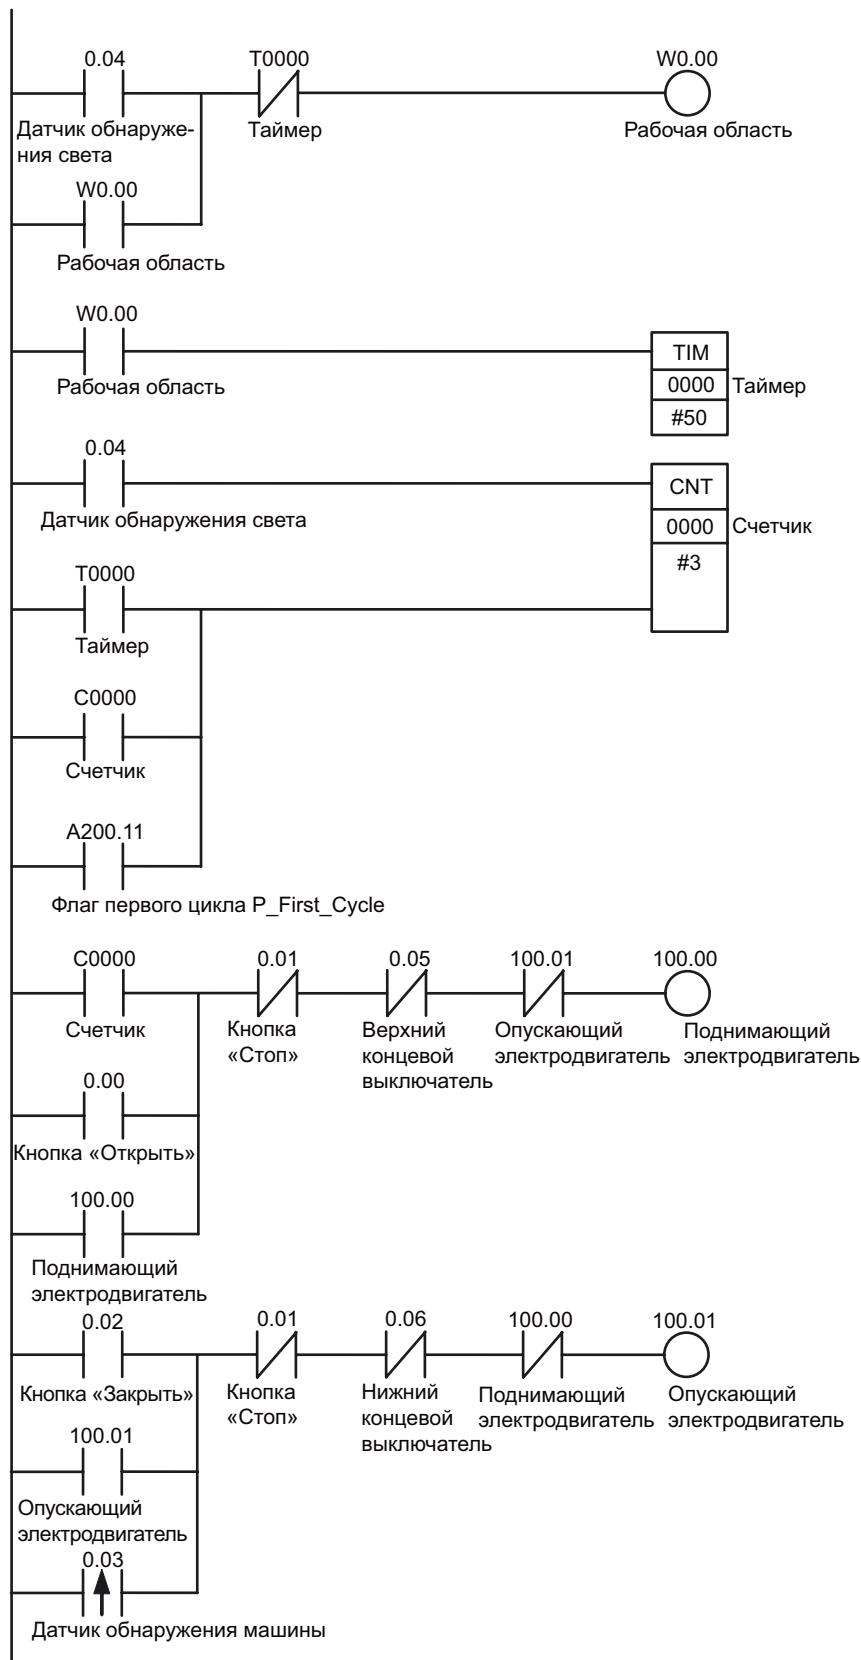 0.04 T0000 W0.00
Датчик обнаруже- Таймер Рабочая область
ния света
W0.00
Рабочая область
W0.00
TIM
Рабочая область 0000 Таймер
#50
0.04
CNT
Датчик обнаружения света 0000 Счетчик
#3
T0000
Таймер
C0000
Счетчик
A200.11
Флаг первого цикла P_First_Cycle
C0000 0.01 0.05 100.01 100.00
Счетчик Кнопка Верхний Опускающий Поднимающий
«Стоп» концевой электродвигатель электродвигатель
выключатель
0.00
Кнопка «Открыть»
100.00
Поднимающий
электродвигатель
0.02 0.01 0.06 100.00 100.01
Кнопка «Закрыть» Кнопка Нижний Поднимающий Опускающий
«Стоп» концевой электродвигатель электродвигатель
выключатель
100.01
Опускающий
электродвигатель
0.03
Датчик обнаружения машины